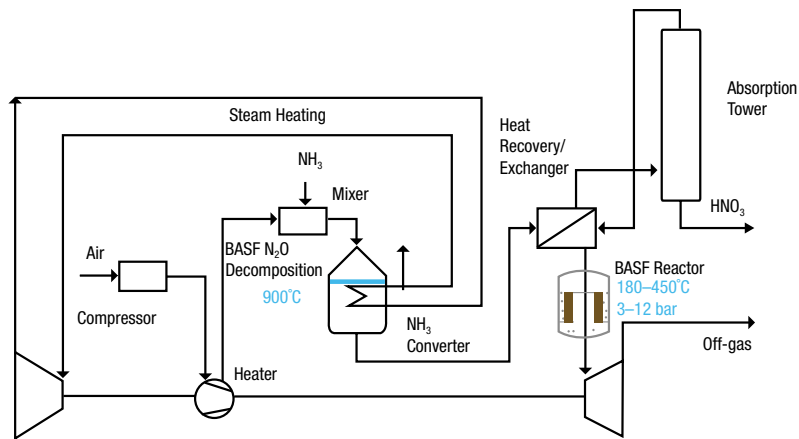 Steam Heating
NH₃
Mixer
BASF N₂O
Decomposition
900°C
Air
Compressor
Heater
NH₃
Converter
Heat
Recovery/
Exchanger
Absorption
Tower
HNO₃
BASF Reactor
180–450°C
3–12 bar
Off-gas